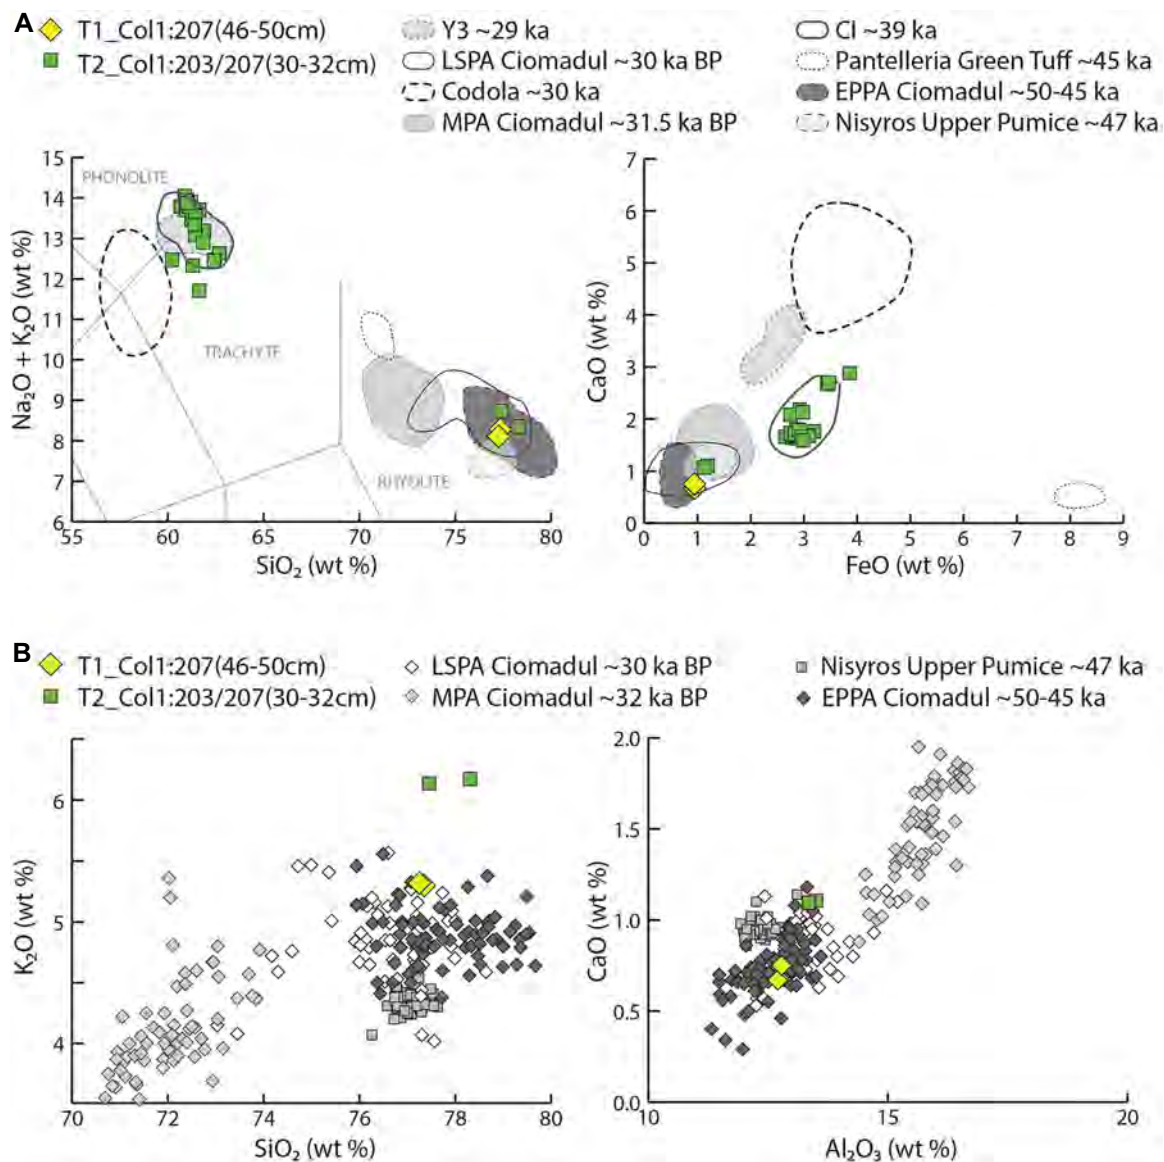 A
T1_Col1:207(46-50cm)
T2_Col1:203/207(30-32cm)
Y3 ~29 ka
LSPA Ciomadul ~30 ka BP
Codola ~30 ka
MPA Ciomadul ~31.5 ka BP
CI ~39 ka
Pantelleria Green Tuff ~45 ka
EPPA Ciomadul ~50-45 ka
Nisyros Upper Pumice ~47 ka
15
14
13
12
11
10
9
8
7
6
Na₂O + K₂O (wt %)
PHONOLITE
TRACHYTE
RHYOLITE
55 60 65 70 75 80
SiO₂ (wt %)
7
6
5
4
3
2
1
0
CaO (wt %)
0 1 2 3 4 5 6 7 8 9
FeO (wt %)
B
T1_Col1:207(46-50cm)
T2_Col1:203/207(30-32cm)
LSPA Ciomadul ~30 ka BP
MPA Ciomadul ~32 ka BP
Nisyros Upper Pumice ~47 ka
EPPA Ciomadul ~50-45 ka
6
5
4
K₂O (wt %)
70 72 74 76 78 80
SiO₂ (wt %)
2.0
1.5
1.0
0.5
0.0
CaO (wt %)
10 15 20
Al₂O₃ (wt %)